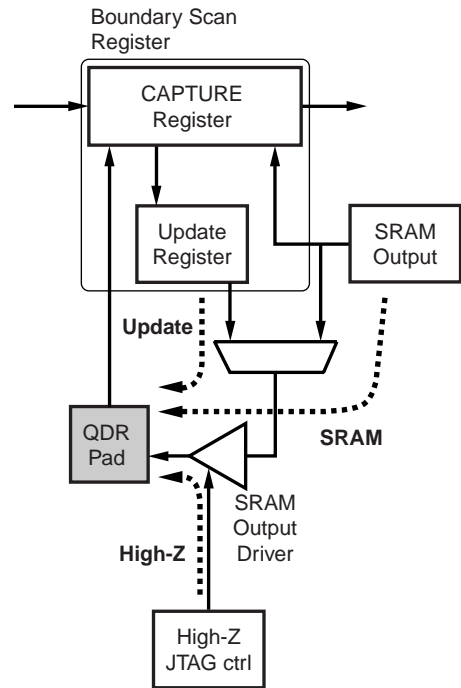 Boundary Scan
Register
CAPTURE
Register
Update
Register
SRAM
Output
Update
SRAM
QDR
Pad
SRAM
Output
Driver
High-Z
High-Z
JTAG ctrl